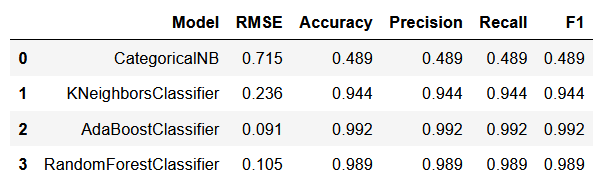 Model RMSE Accuracy Precision Recall F1
0 CategoricalNB 0.715 0.489 0.489 0.489 0.489
1 KNeighborsClassifier 0.236 0.944 0.944 0.944 0.944
2 AdaBoostClassifier 0.091 0.992 0.992 0.992 0.992
3 RandomForestClassifier 0.105 0.989 0.989 0.989 0.989